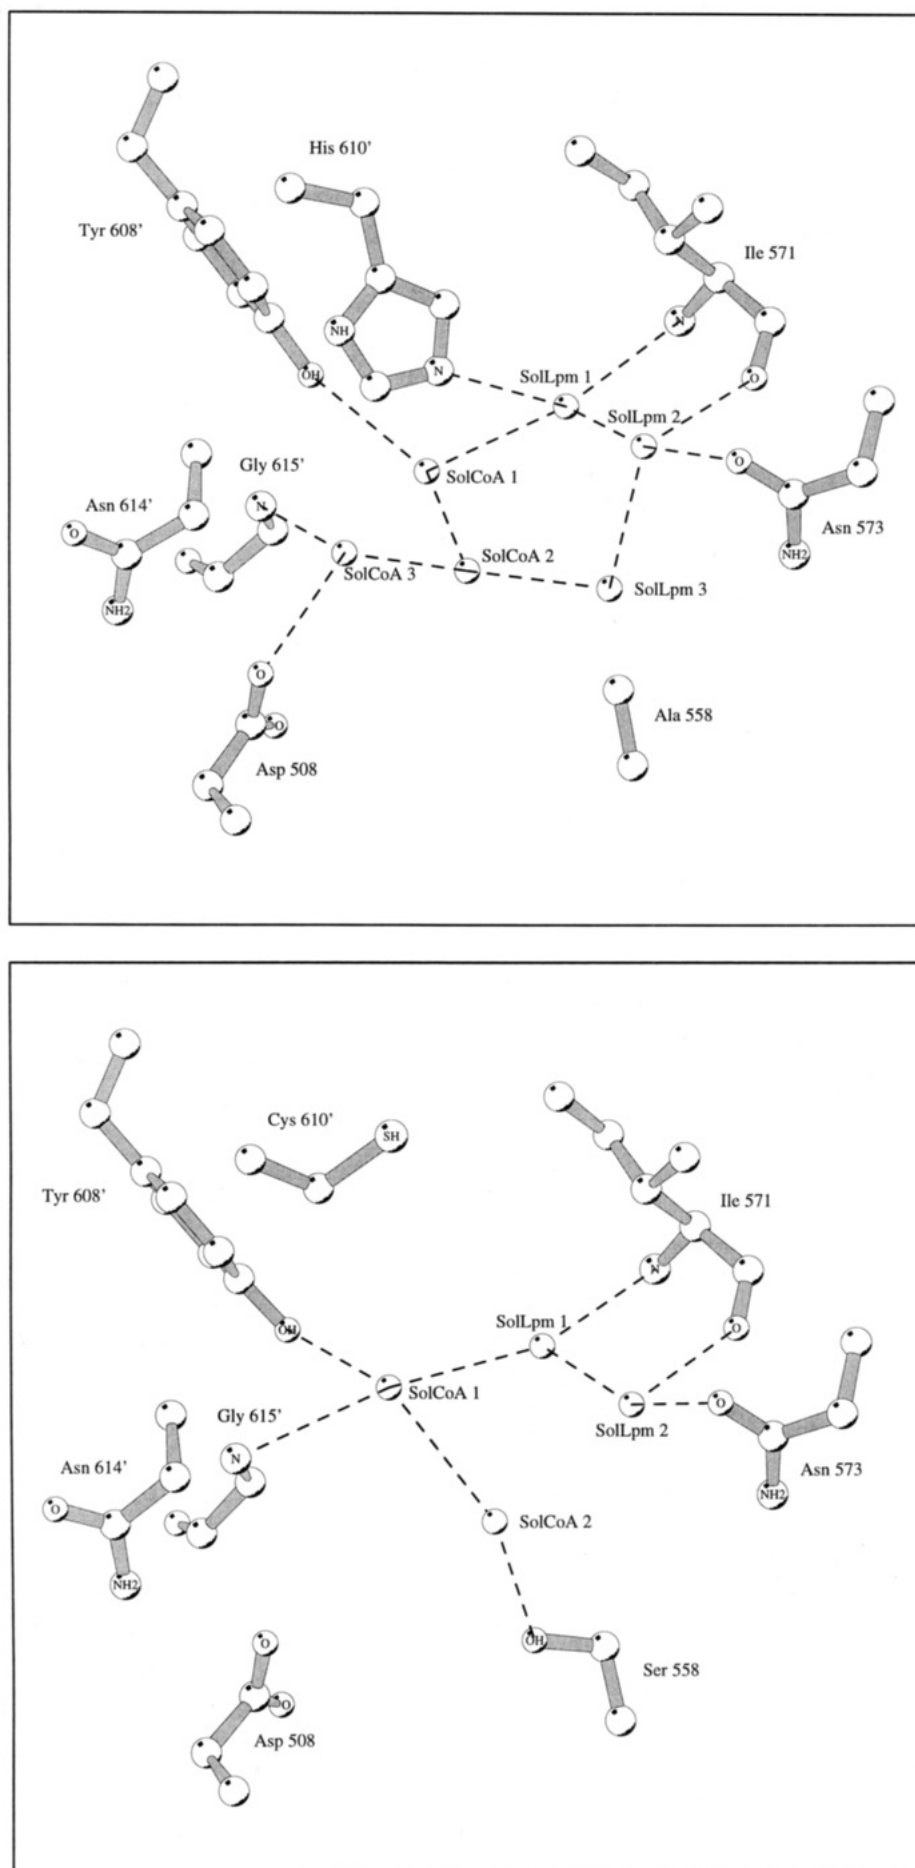 His 610'
Tyr 608'
Ile 571
NH
N
OH
N
SolLpm 1
O
SolLpm 2
Gly 615'
SolCoA 1
O
Asn 614'
N
Asn 573
O
SolCoA 2
SolCoA 3
NH2
SolLpm 3
NH2
O
Ala 558
O
Asp 508
Cys 610'
SH
Tyr 608'
Ile 571
N
SolLpm 1
OH
O
SolCoA 1
Gly 615'
O
SolLpm 2
Asn 614'
N
Asn 573
NH2
O
SolCoA 2
NH2
OH
O
Ser 558
O
Asp 508